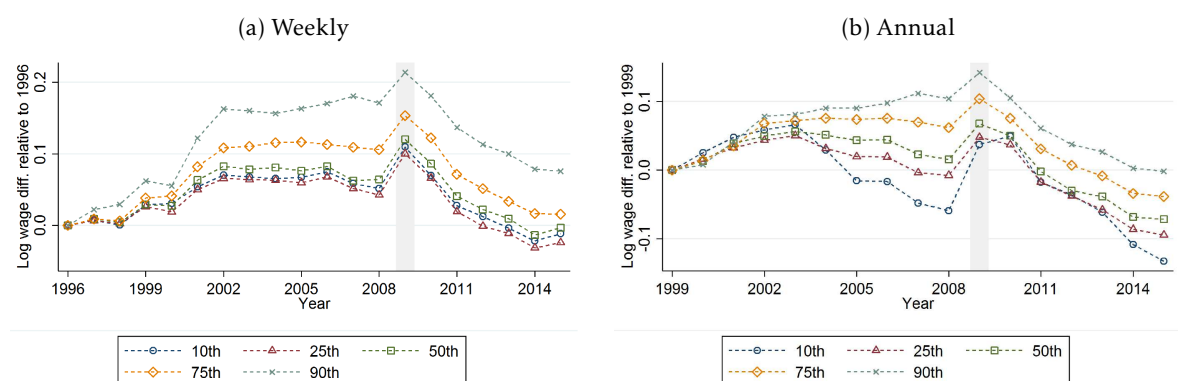 (a) Weekly
Log wage diff. relative to 1996
0.2
0.1
0.0
1996 1999 2002 2005 2008 2011 2014
Year
10th 25th 50th
75th 90th
(b) Annual
Log wage diff. relative to 1999
0.1
0.0
-0.1
1999 2002 2005 2008 2011 2014
Year
10th 25th 50th
75th 90th